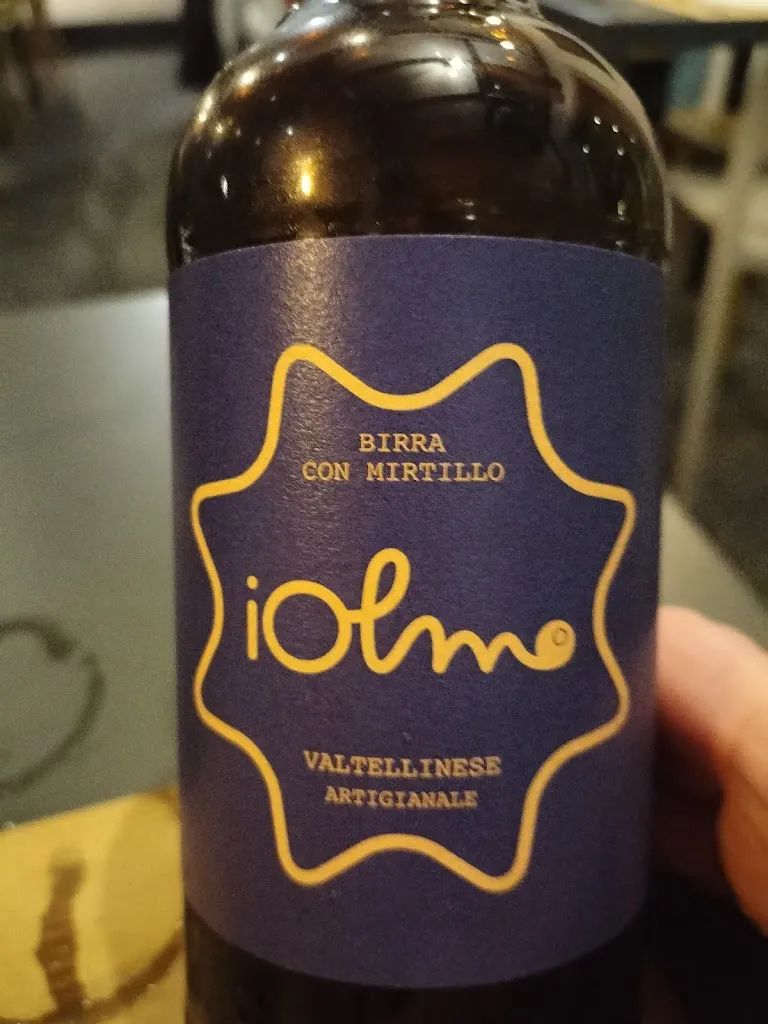 BIRRA
CON MIRTILLO
iOlmo
VALTELLINESE
ARTIGIANALE